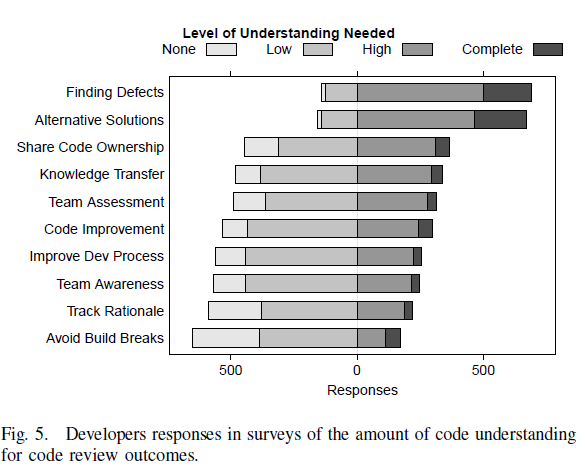 Level of Understanding Needed
None Low High Complete
Finding Defects
Alternative Solutions
Share Code Ownership
Knowledge Transfer
Team Assessment
Code Improvement
Improve Dev Process
Team Awareness
Track Rationale
Avoid Build Breaks
500 0 500
Responses
Fig. 5. Developers responses in surveys of the amount of code understanding
for code review outcomes.